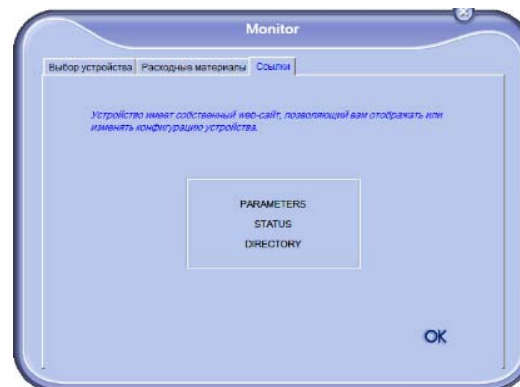 Monitor
Выбор устройства Расходные материалы Ссылки
Устройство имеет собственный web-сайт, позволяющий вам отображать или
изменять конфигурацию устройства.
PARAMETERS
STATUS
DIRECTORY
OK